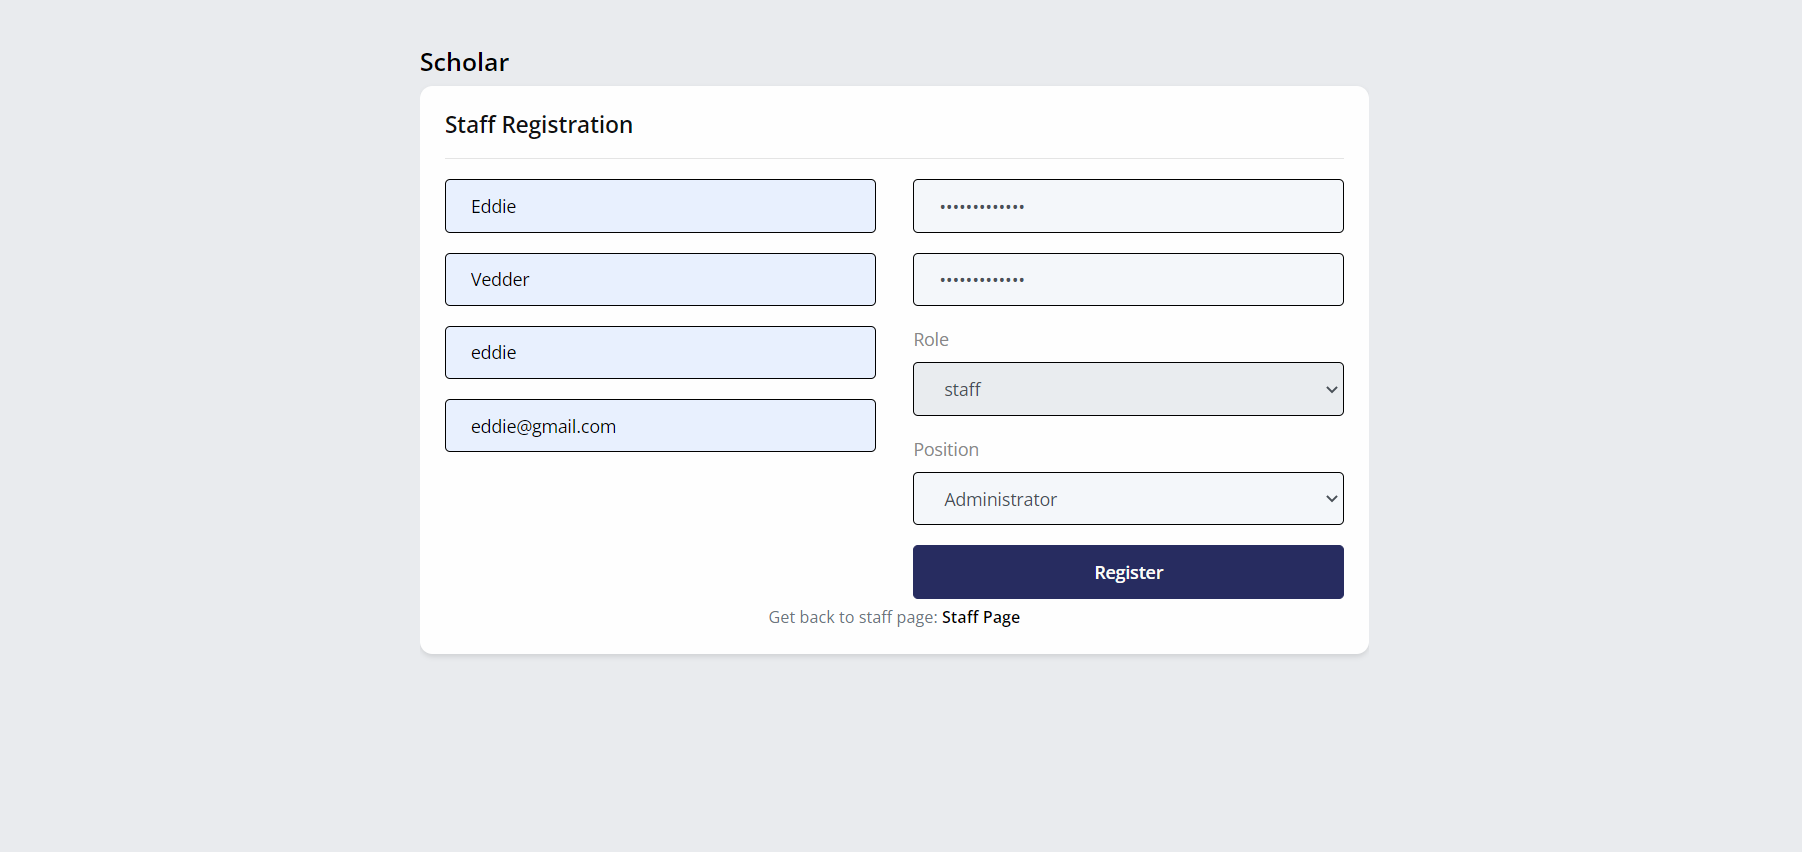 Scholar
Staff Registration
Eddie
Vedder
eddie
eddie@gmail.com
•••••••••••••
•••••••••••••
Role
staff
Position
Administrator
Register
Get back to staff page: Staff Page